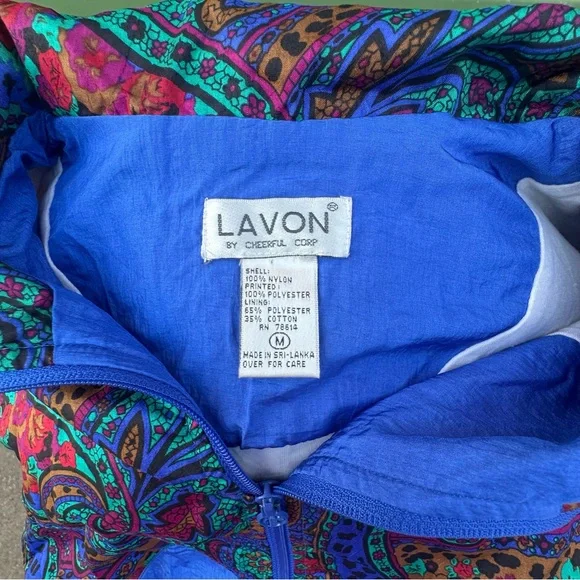 LAVON ®
BY CHEERFUL CORP
SHELL:
100% NYLON
PRINTED:
100% POLYESTER
LINING:
65% POLYESTER
35% COTTON
RN 78614
M
MADE IN SRI-LANKA
OVER FOR CARE